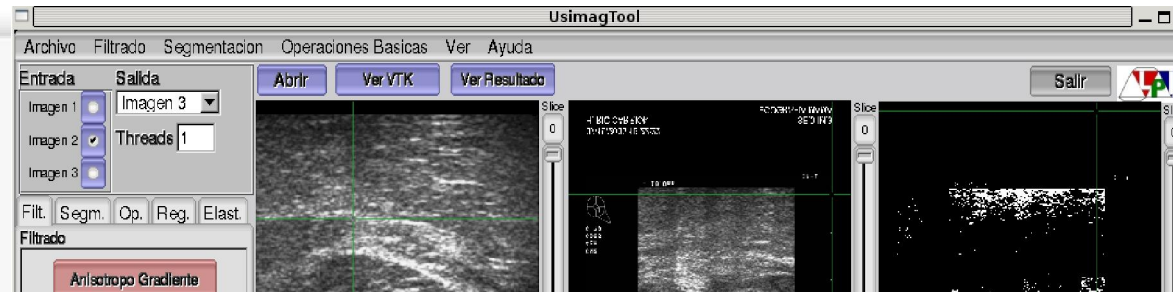 UsimagTool
Archivo Filtrado Segmentacion Operaciones Basicas Ver Ayuda
Entrada Salida
Abrir Ver VTK Ver Resultado Salir
Imagen 1 Imagen 3
Imagen 2 Threads 1
Imagen 3
Slice
0
Slice
0
Filt. Segm. Op. Reg. Elast.
Filtrado
Anisotropo Gradiente